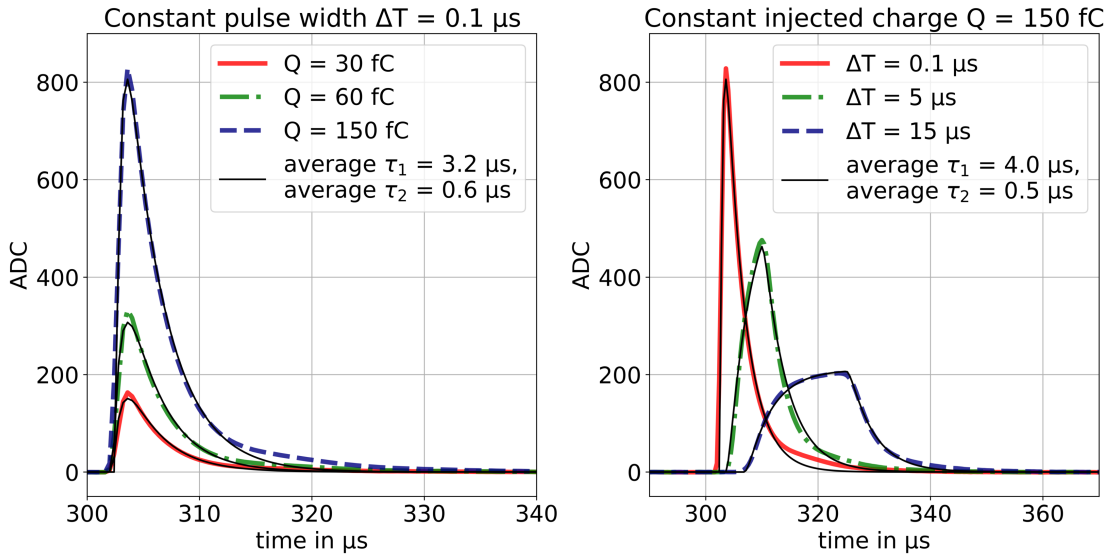 Constant pulse width ΔT = 0.1 μs
Q = 30 fC
Q = 60 fC
Q = 150 fC
average τ₁ = 3.2 μs,
average τ₂ = 0.6 μs
ADC
800
600
400
200
0
300
310
320
330
340
time in μs
Constant injected charge Q = 150 fC
ΔT = 0.1 μs
ΔT = 5 μs
ΔT = 15 μs
average τ₁ = 4.0 μs,
average τ₂ = 0.5 μs
ADC
800
600
400
200
0
300
320
340
360
time in μs